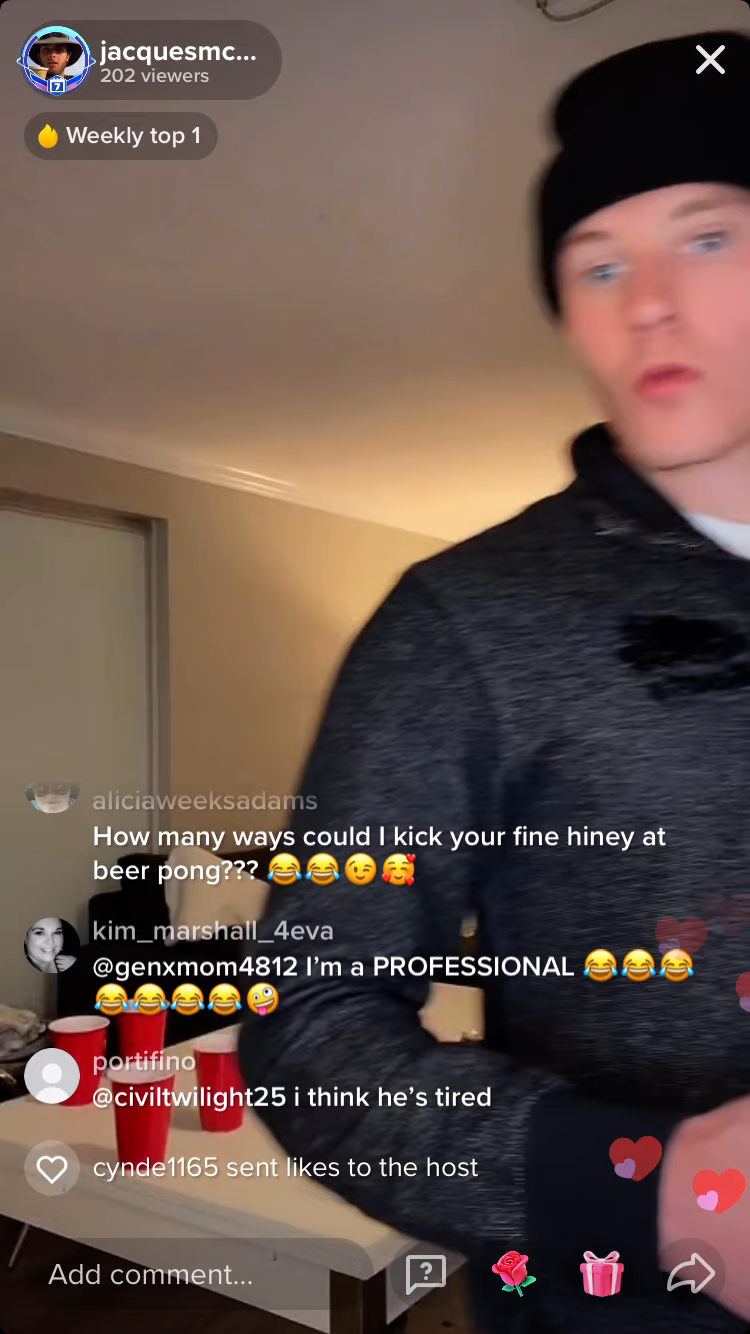 jacquesmc...
202 viewers
Weekly top 1
aliciaweeksadams
How many ways could I kick your fine hiney at
beer pong??? 😂😂😉🥰
kim_marshall_4eva
@genxmom4812 I'm a PROFESSIONAL 😂😂😂
😂😂😂😂🤪
portifino
@civiltwilight25 i think he's tired
cynde1165 sent likes to the host
Add comment...